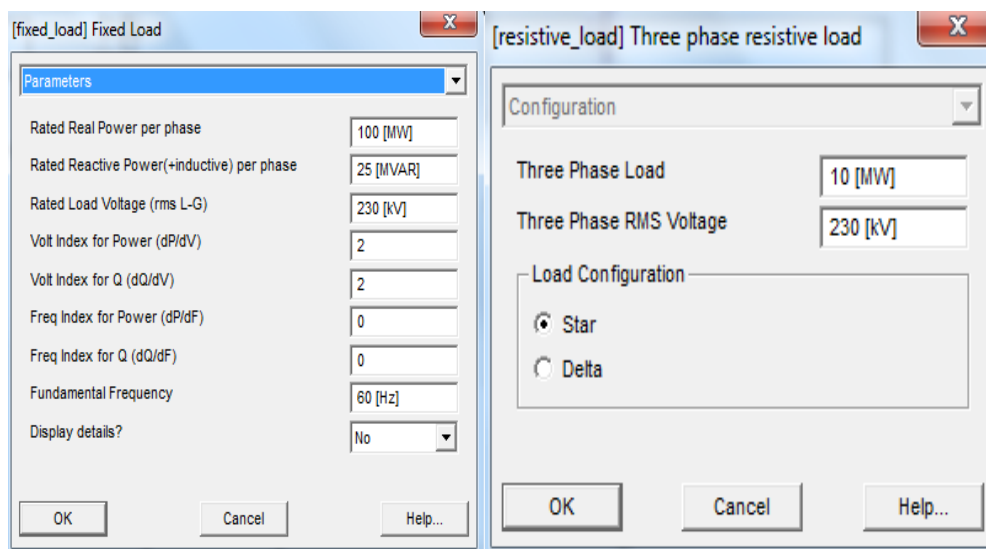 [fixed_load] Fixed Load
Parameters
Rated Real Power per phase 100 [MW]
Rated Reactive Power(+inductive) per phase 25 [MVAR]
Rated Load Voltage (rms L-G) 230 [kV]
Volt Index for Power (dP/dV) 2
Volt Index for Q (dQ/dV) 2
Freq Index for Power (dP/dF) 0
Freq Index for Q (dQ/dF) 0
Fundamental Frequency 60 [Hz]
Display details? No
OK Cancel Help...
[resistive_load] Three phase resistive load
Configuration
Three Phase Load 10 [MW]
Three Phase RMS Voltage 230 [kV]
Load Configuration
Star
Delta
OK Cancel Help...